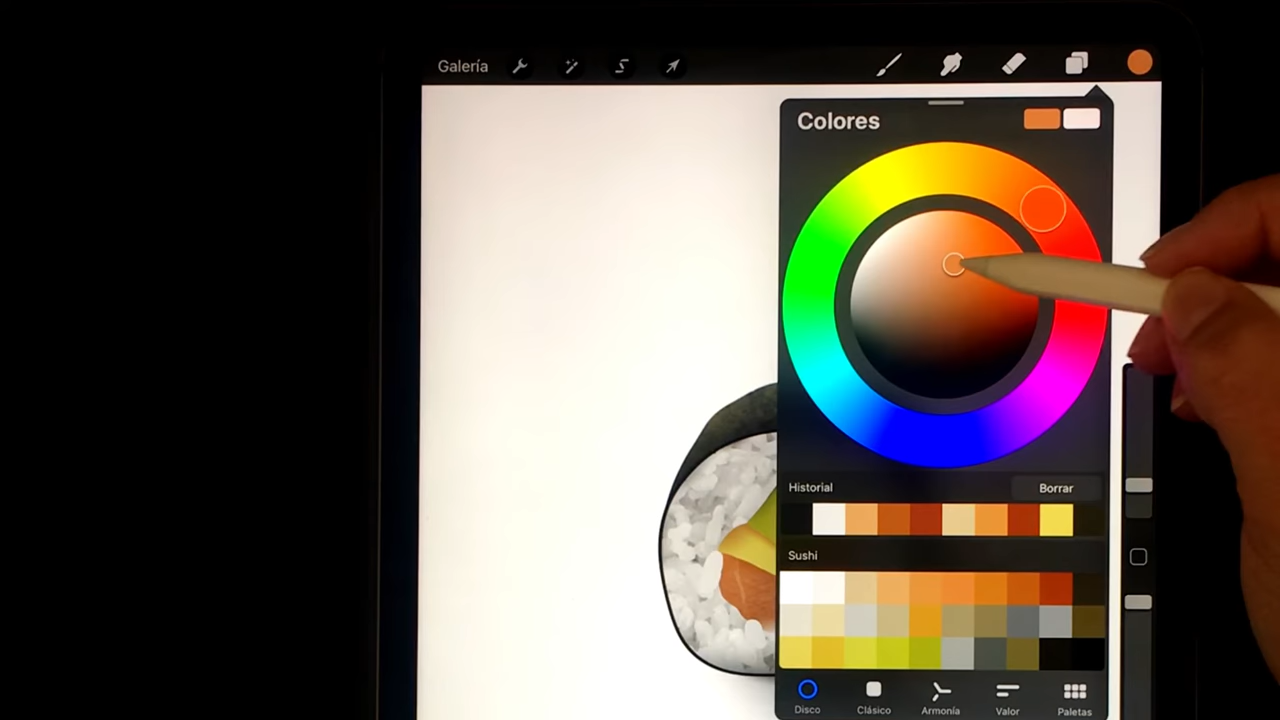 Galería
Colores
Historial
Borrar
Sushi
Disco
Clásico
Armonía
Valor
Paletas